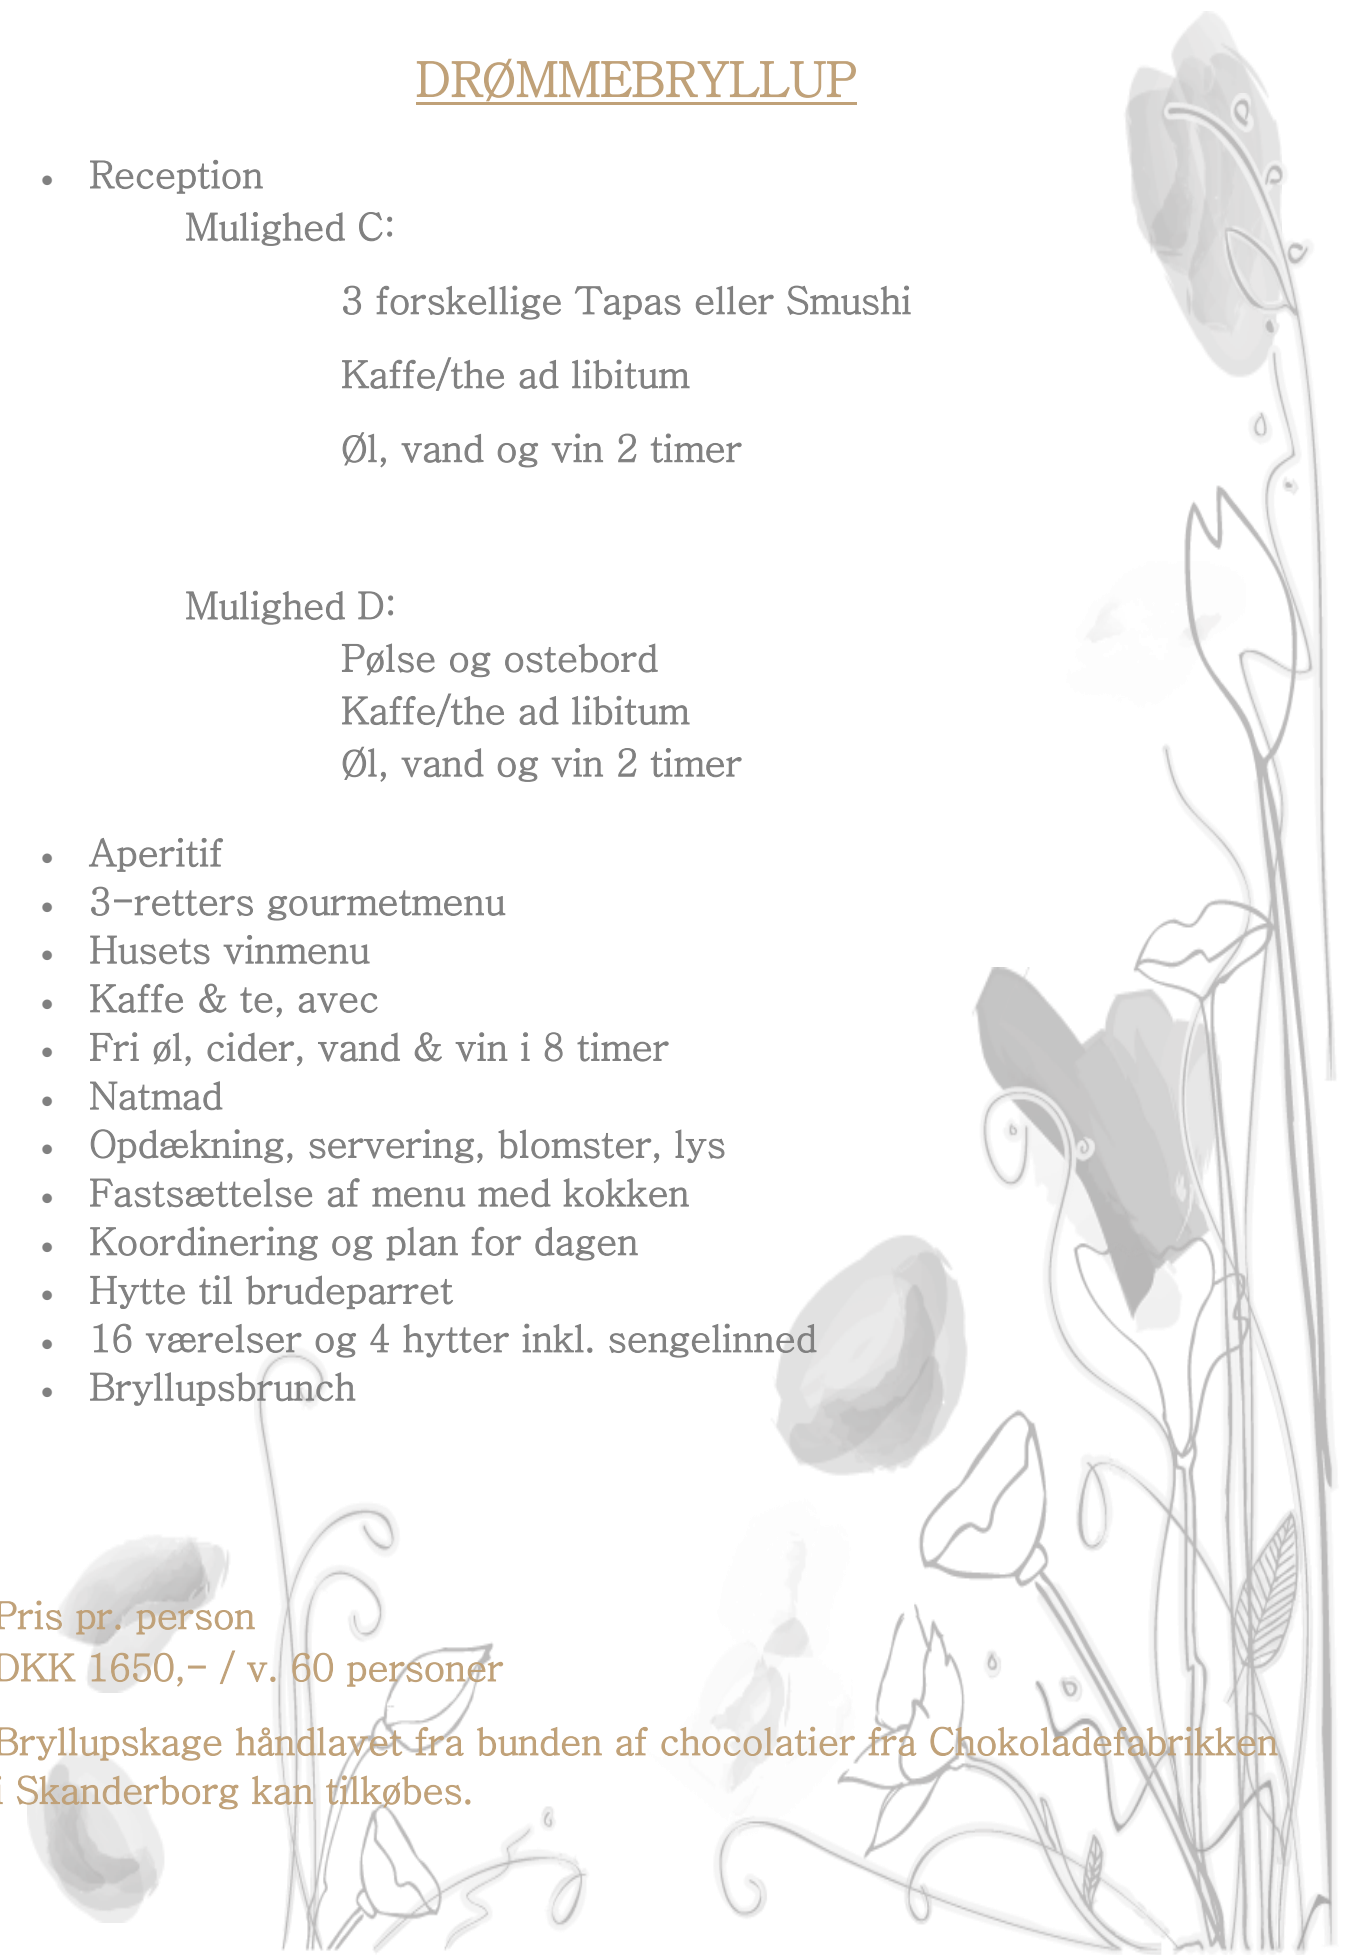 DRØMMEBRYLLUP
• Reception
Mulighed C:
3 forskellige Tapas eller Smushi
Kaffe/the ad libitum
Øl, vand og vin 2 timer
Mulighed D:
Pølse og ostebord
Kaffe/the ad libitum
Øl, vand og vin 2 timer
• Aperitif
• 3-retters gourmetmenu
• Husets vinmenu
• Kaffe & te, avec
• Fri øl, cider, vand & vin i 8 timer
• Natmad
• Opdækning, servering, blomster, lys
• Fastsættelse af menu med kokken
• Koordinering og plan for dagen
• Hytte til brudeparret
• 16 værelser og 4 hytter inkl. sengelinned
• Bryllupsbrunch
Pris pr. person
DKK 1650,- / v. 60 personer
Bryllupskage håndlavet fra bunden af chocolatier fra Chokoladefabrikken
i Skanderborg kan tilkøbes.